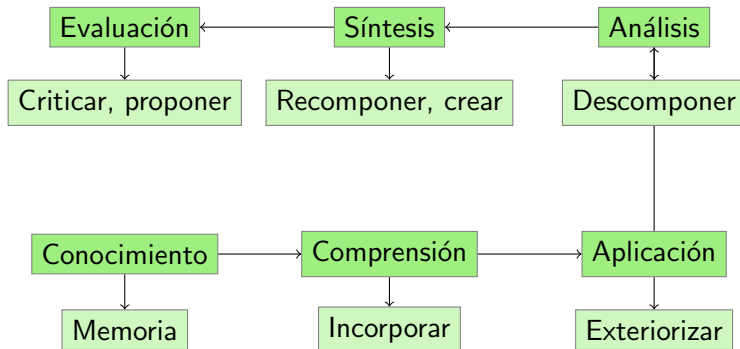 Evaluación
Síntesis
Análisis
Criticar, proponer
Recomponer, crear
Descomponer
Conocimiento
Comprensión
Aplicación
Memoria
Incorporar
Exteriorizar